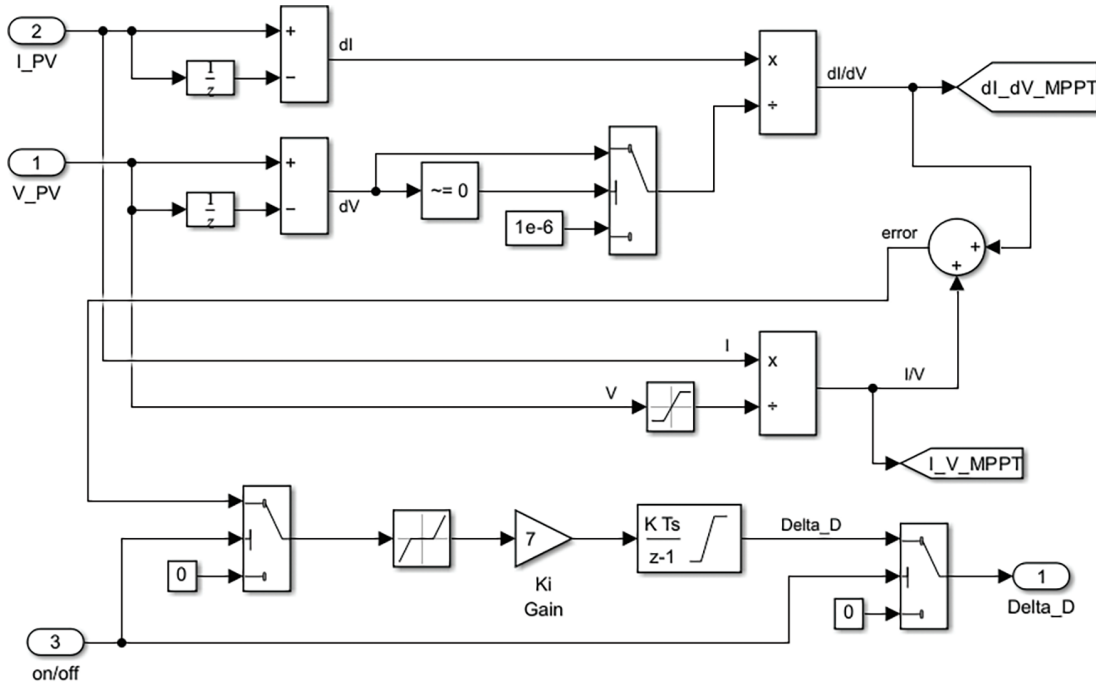 2
I_PV
+
−
1
z
dI
x
÷
dI/dV
dI_dV_MPPT
1
V_PV
+
−
1
z
dV
~= 0
1e-6
error
+
+
I
V
x
÷
I/V
I_V_MPPT
0
7
Ki
Gain
K Ts
z-1
Delta_D
0
1
Delta_D
3
on/off